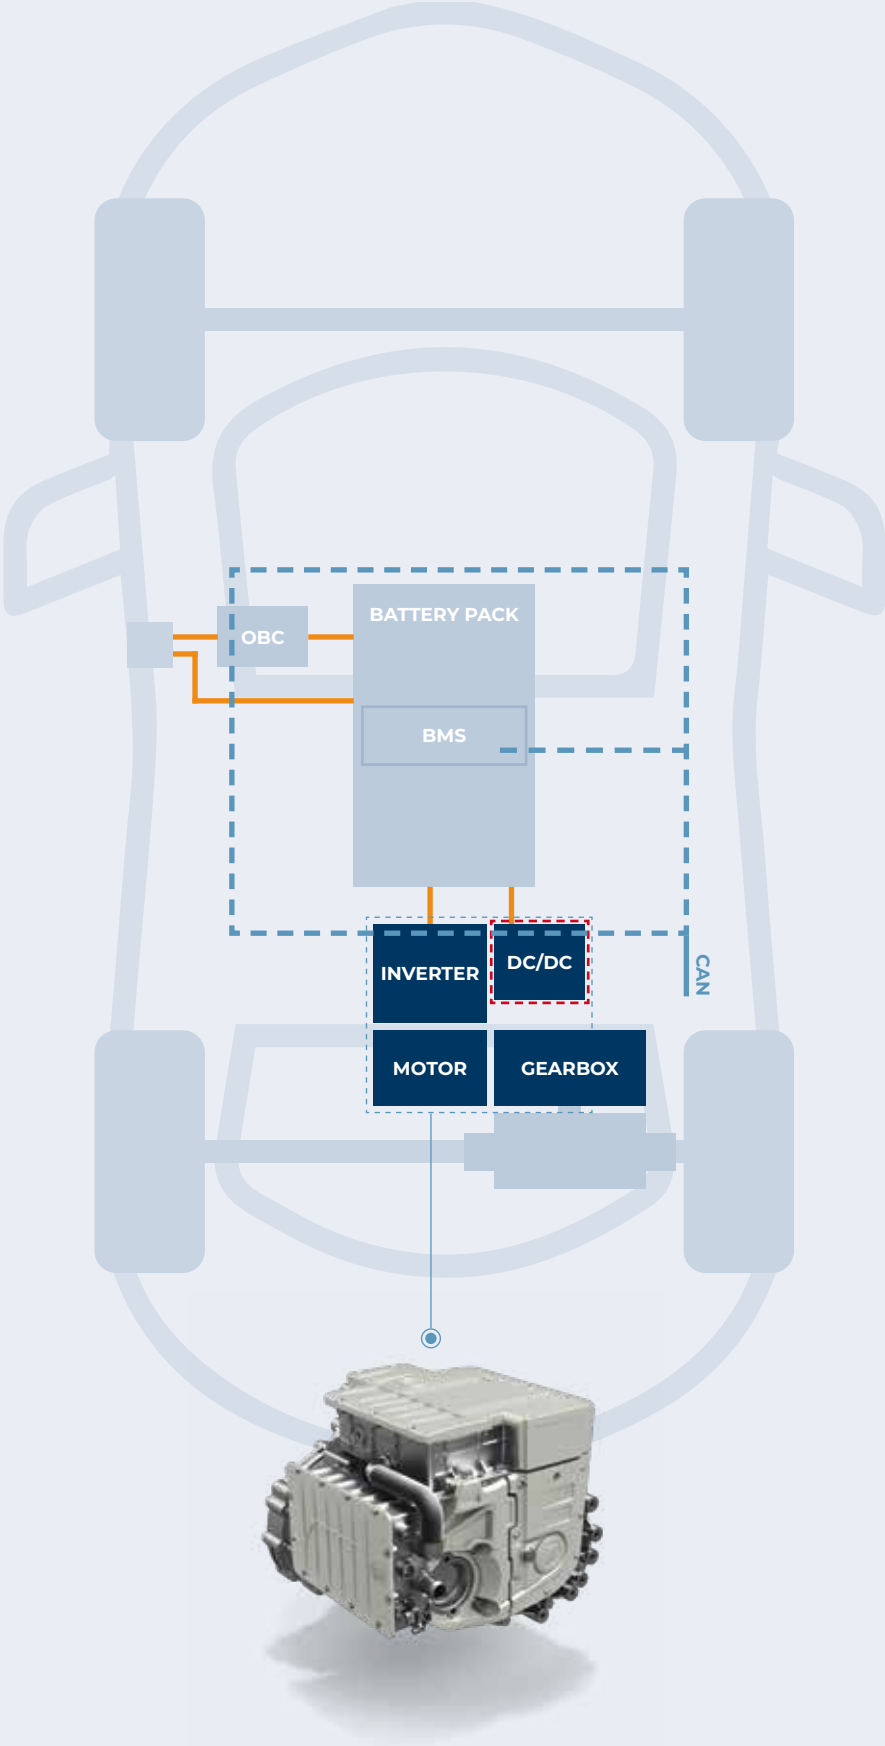 BATTERY PACK
OBC
BMS
INVERTER
DC/DC
CAN
MOTOR
GEARBOX